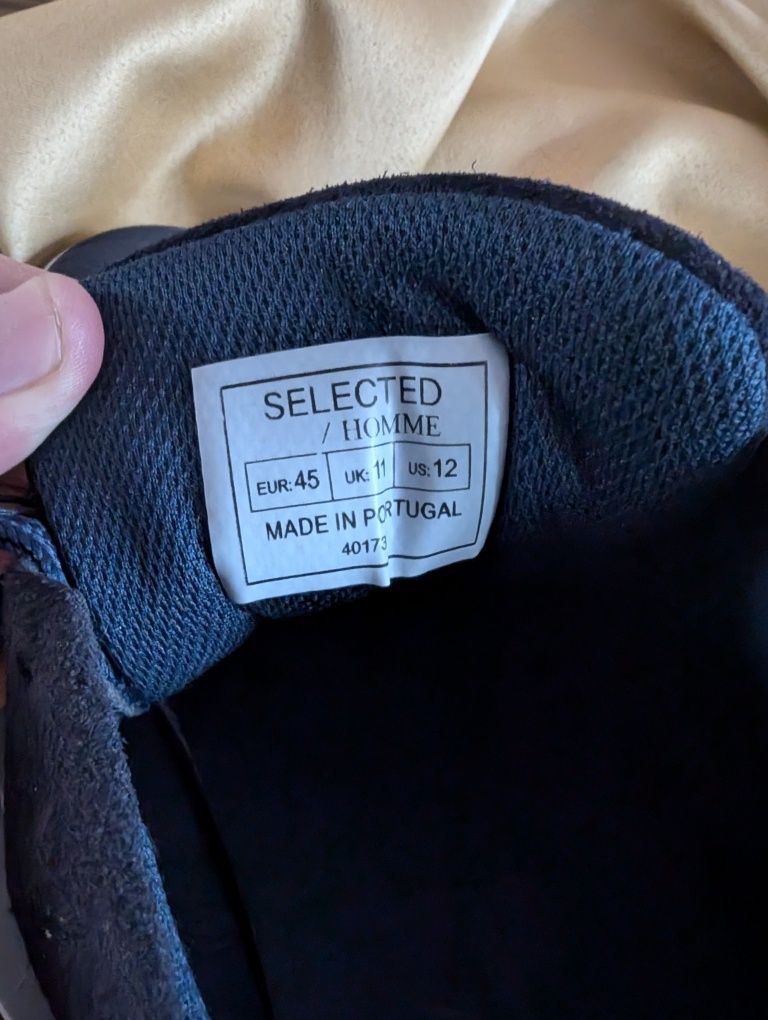 SELECTED
/ HOMME
EUR: 45 UK: 11 US: 12
MADE IN PORTUGAL
40173